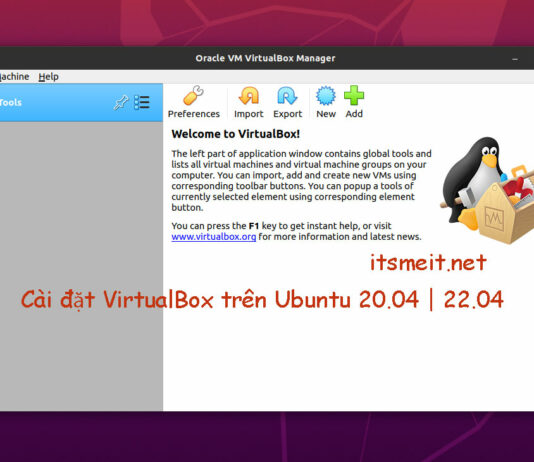 Oracle VM VirtualBox Manager
Machine Help
Tools
Preferences Import Export New Add
Welcome to VirtualBox!
The left part of application window contains global tools and
lists all virtual machines and virtual machine groups on your
computer. You can import, add and create new VMs using
corresponding toolbar buttons. You can popup a tools of
currently selected element using corresponding element
button.
You can press the F1 key to get instant help, or visit
www.virtualbox.org for more information and latest news.
itsmeit.net
Cài đặt VirtualBox trên Ubuntu 20.04 | 22.04